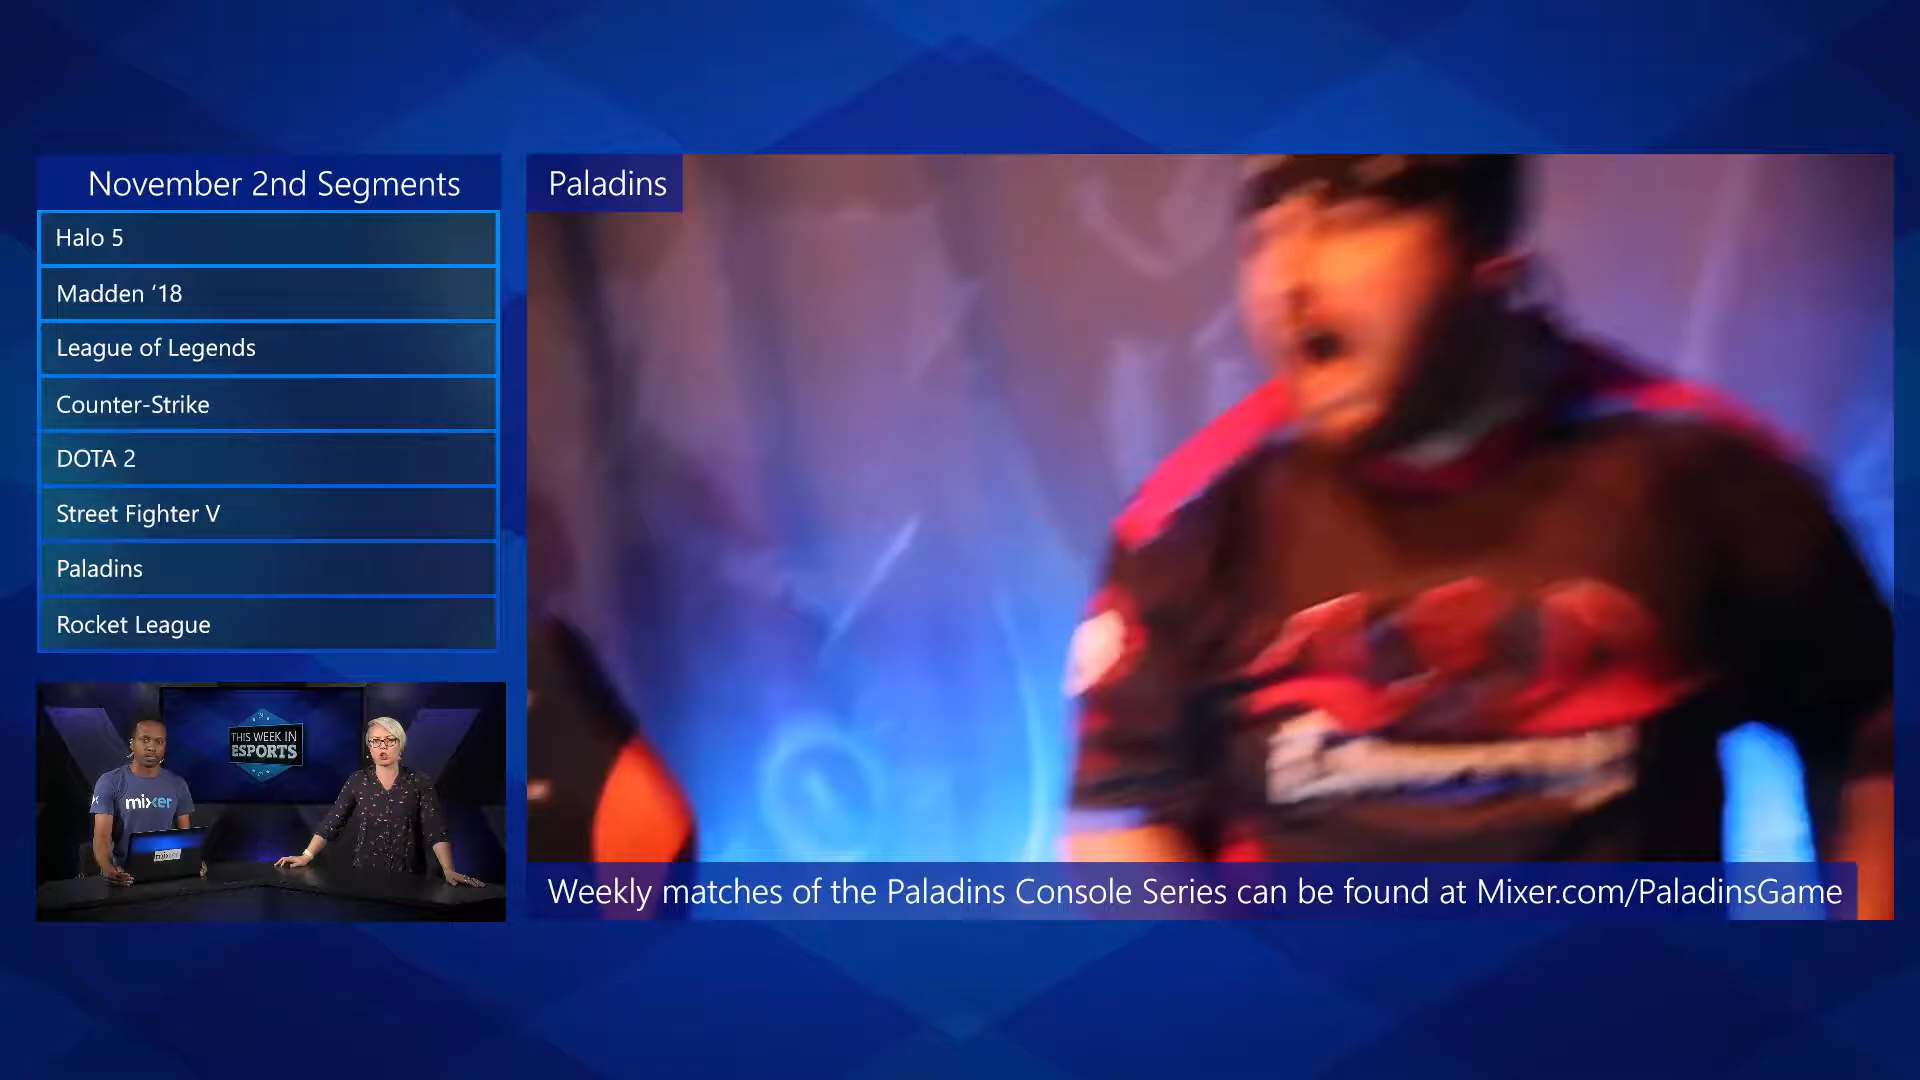 November 2nd Segments
Halo 5
Madden ‘18
League of Legends
Counter-Strike
DOTA 2
Street Fighter V
Paladins
Rocket League
Paladins
THIS WEEK IN
ESPORTS
mixer
mixer
Weekly matches of the Paladins Console Series can be found at Mixer.com/PaladinsGame